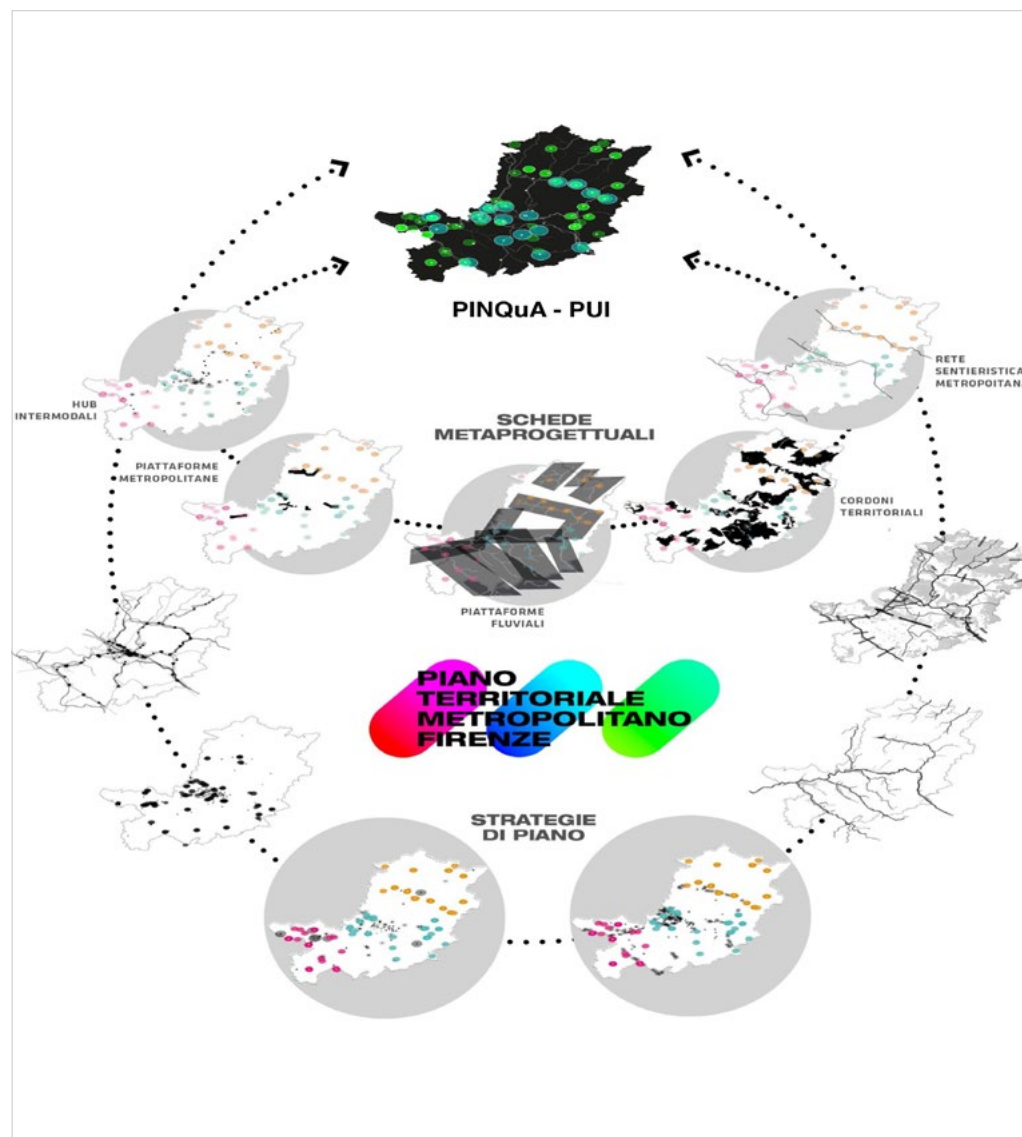 PINQuA - PUI
HUB
INTERMODALI
RETE
SENTIERISTICA
METROPOITANA
SCHEDE
METAPROGETTUALI
PIATTAFORME
METROPOLITANE
CORDONI
TERRITORIALI
PIATTAFORME
FLUVIALI
PIANO
TERRITORIALE
METROPOLITANO
FIRENZE
STRATEGIE
DI PIANO